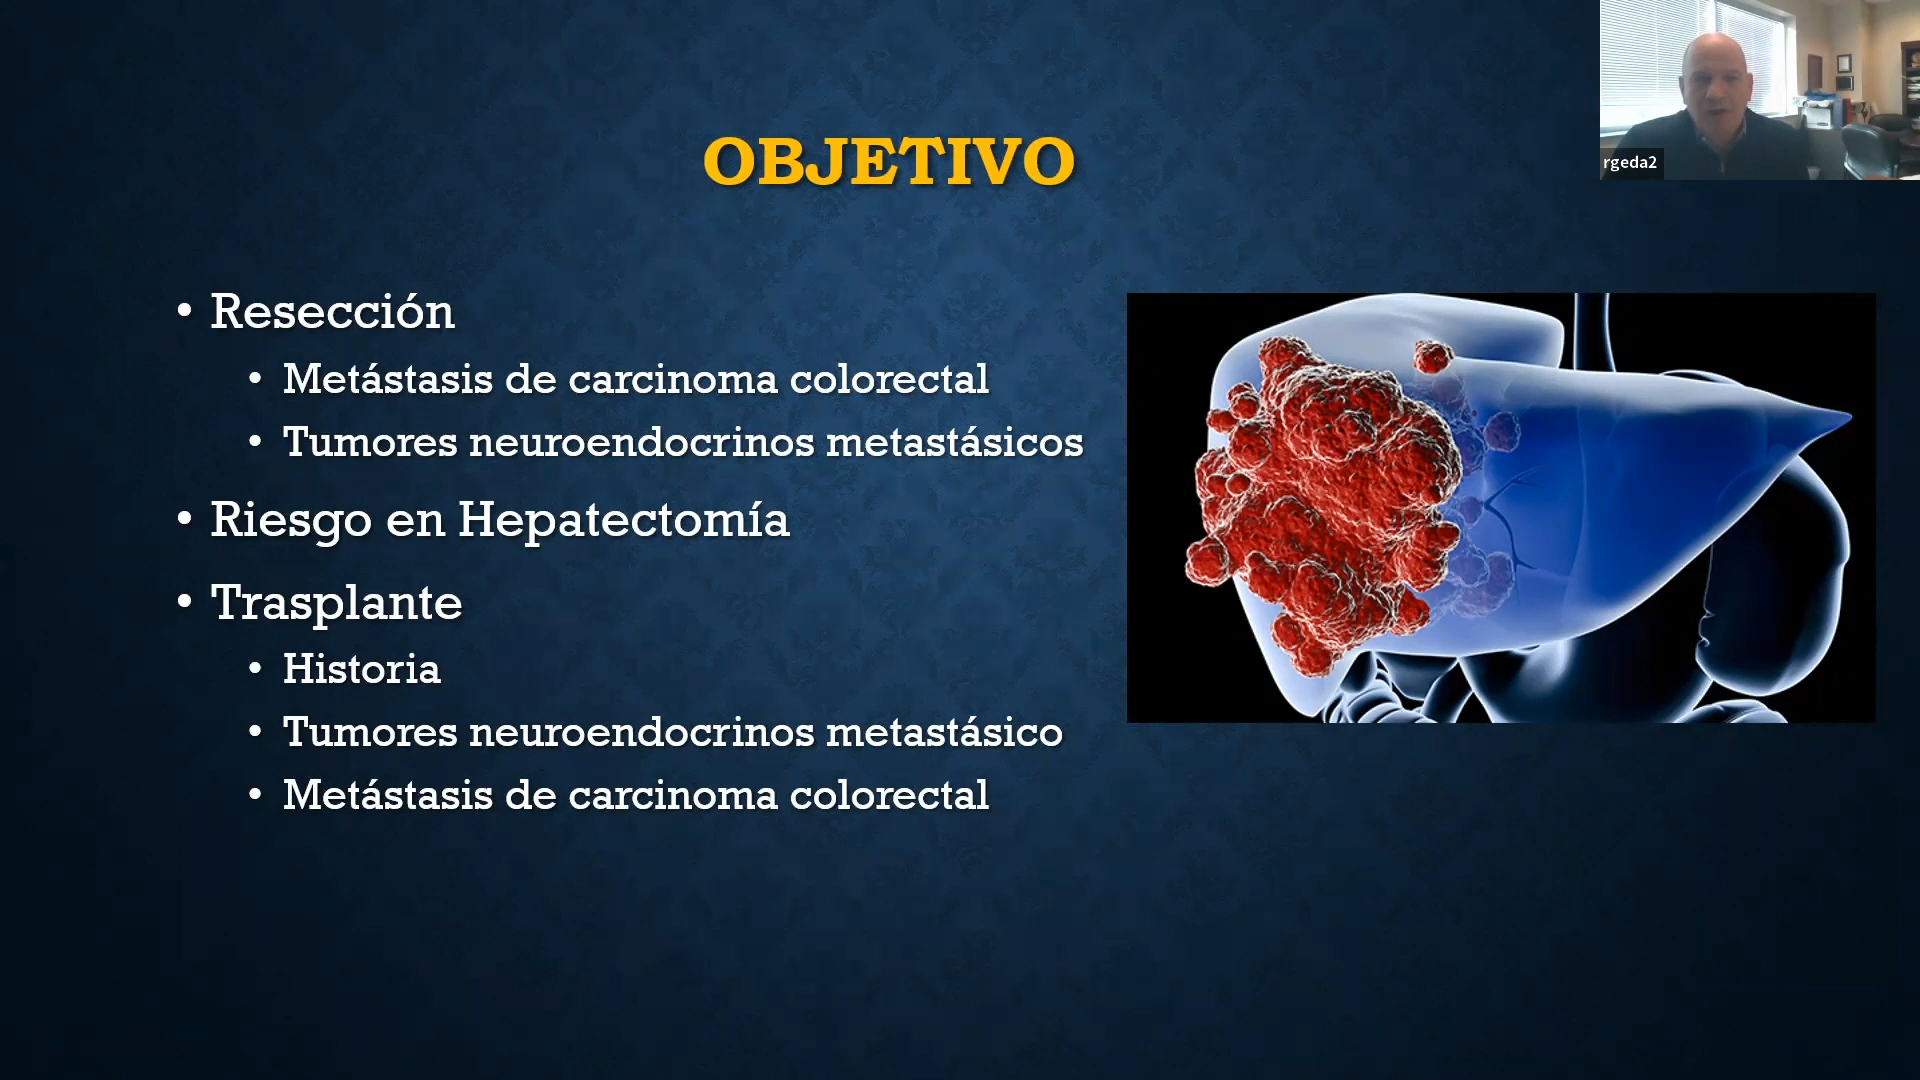 OBJETIVO
rgeda2
• Resección
• Metástasis de carcinoma colorectal
• Tumores neuroendocrinos metastásicos
• Riesgo en Hepatectomía
• Trasplante
• Historia
• Tumores neuroendocrinos metastásico
• Metástasis de carcinoma colorectal